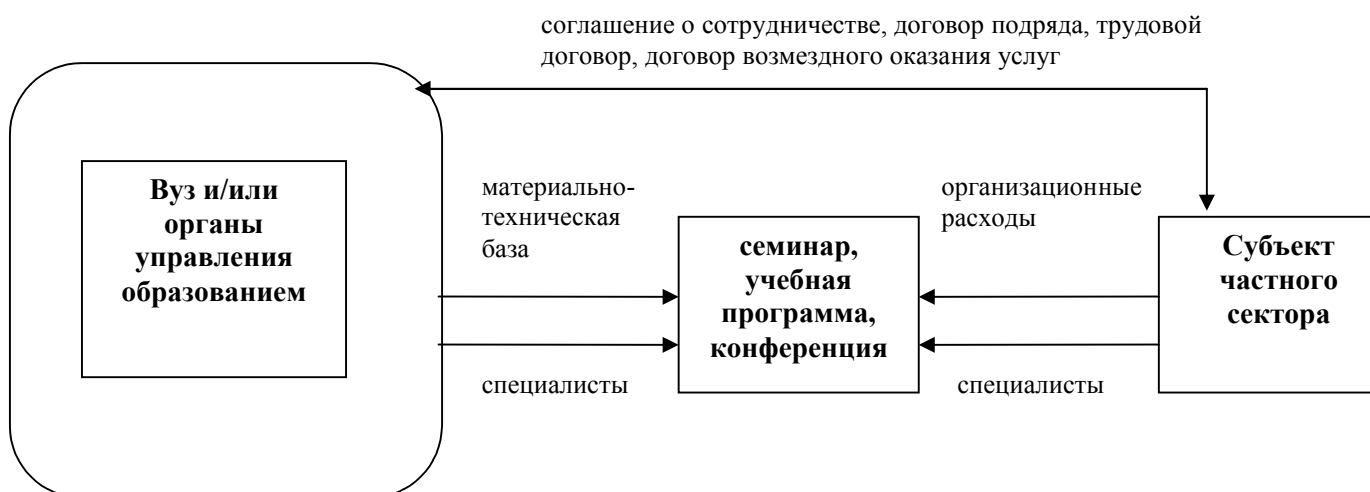 соглашение о сотрудничестве, договор подряда, трудовой
договор, договор возмездного оказания услуг
Вуз и/или
органы
управления
образованием
материально-
техническая
база
специалисты
семинар,
учебная
программа,
конференция
организационные
расходы
специалисты
Субъект
частного
сектора